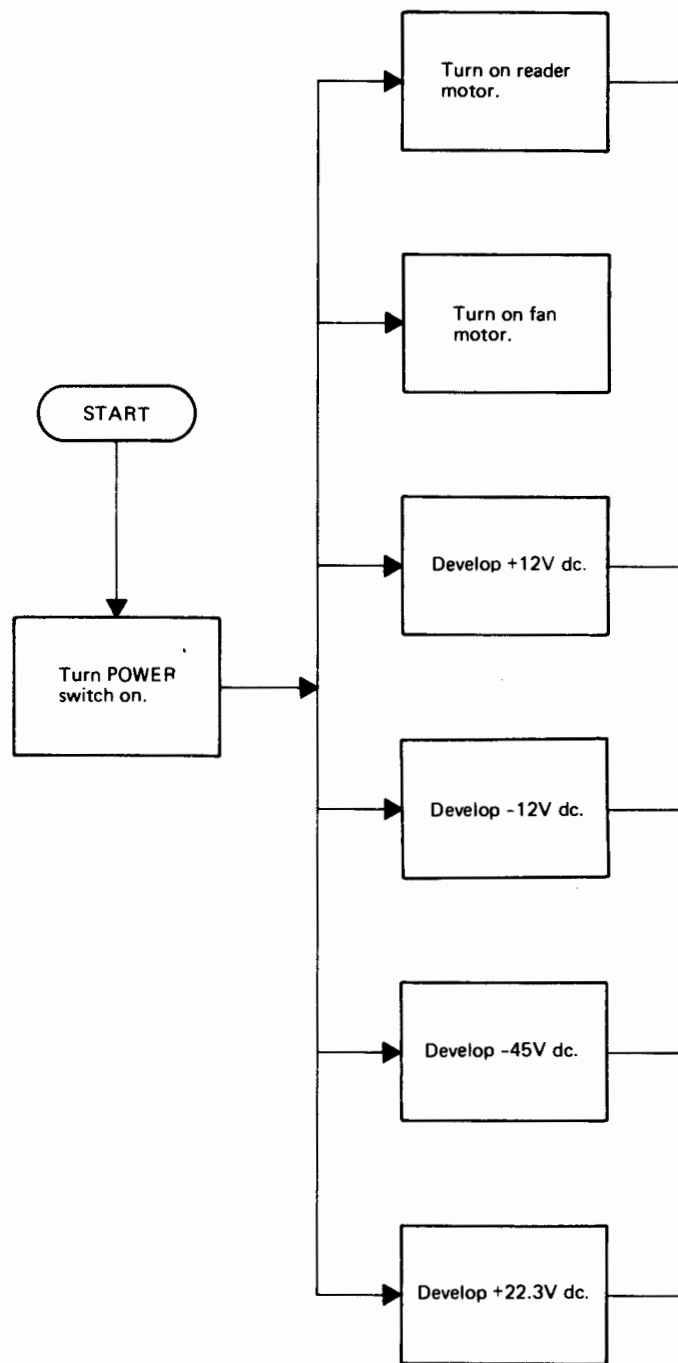 Turn on reader
motor.
Turn on fan
motor.
START
Develop +12V dc.
Turn POWER
switch on.
Develop -12V dc.
Develop -45V dc.
Develop +22.3V dc.